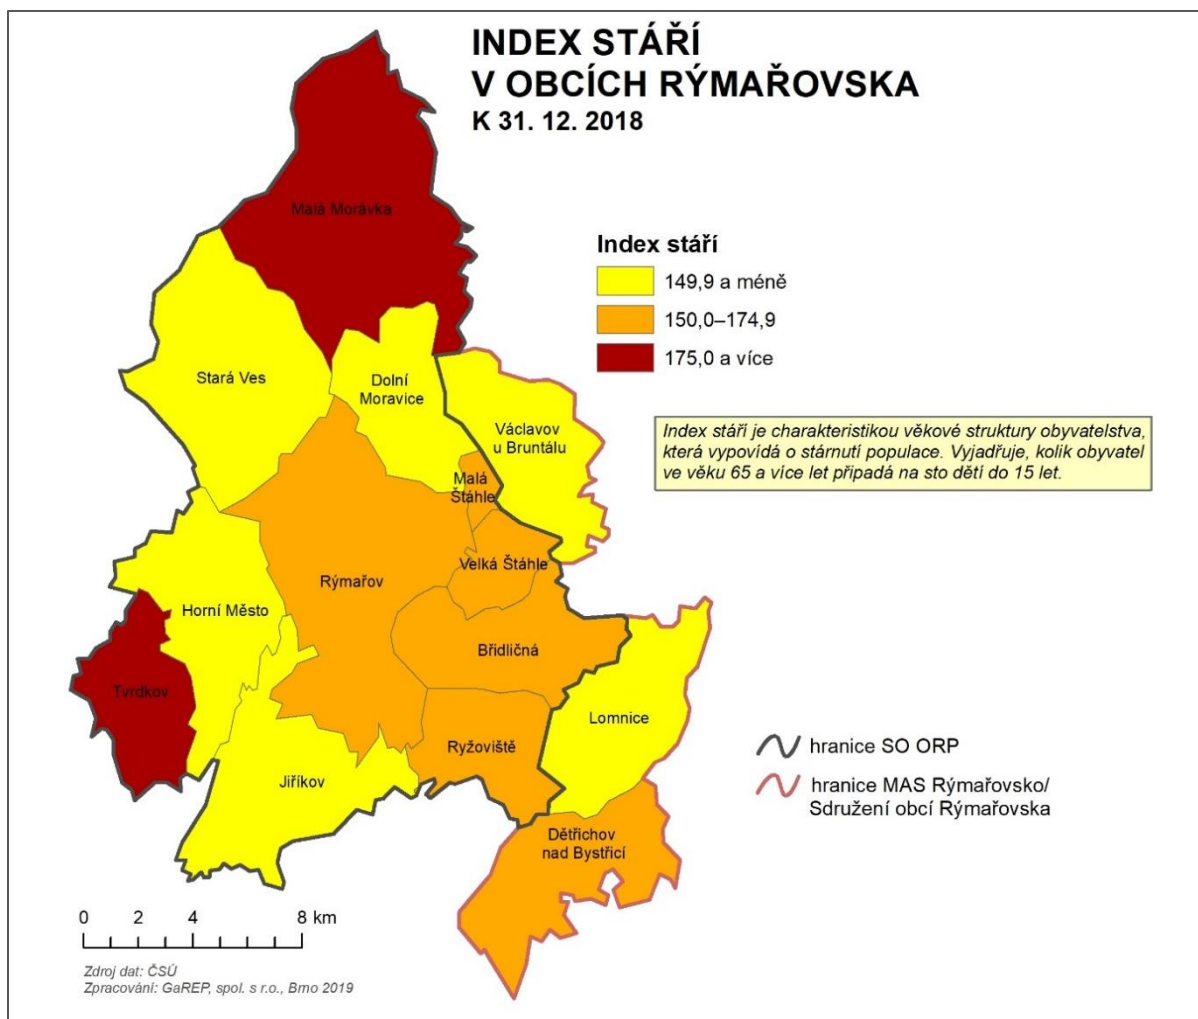 INDEX STÁŘÍ
V OBCÍCH RÝMAŘOVSKA
K 31. 12. 2018
Malá Morávka
Index stáří
149,9 a méně
150,0–174,9
175,0 a více
Stará Ves
Dolní
Moravice
Václavov
u Bruntálu
Index stáří je charakteristikou věkové struktury obyvatelstva,
která vypovídá o stárnutí populace. Vyjadřuje, kolik obyvatel
ve věku 65 a více let připadá na sto dětí do 15 let.
Malá
Štáhle
Velká Štáhle
Rýmařov
Horní Město
Břidličná
Tvrdkov
Lomnice
Ryžoviště
Jiříkov
hranice SO ORP
hranice MAS Rýmařovsko/
Sdružení obcí Rýmařovska
Dětřichov
nad Bystřicí
0 2 4 8 km
Zdroj dat: ČSÚ
Zpracování: GaREP, spol. s r.o., Brno 2019